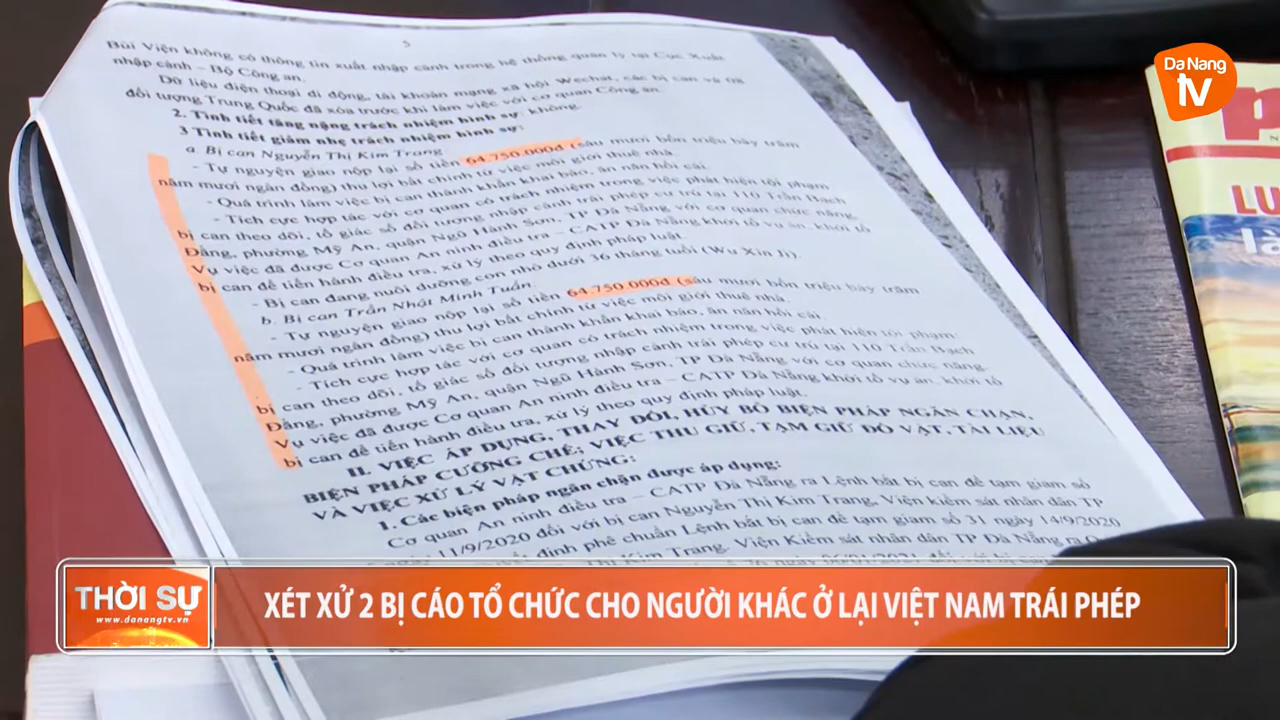 5
Bùi Viện không có thông tin xuất nhập cảnh trong hệ thống quản lý tại Cục Xuất
nhập cảnh – Bộ Công an.
Dữ liệu điện thoại di động, tài khoản mạng xã hội Wechat, các bị can và
đối tượng Trung Quốc đã xóa trước khi làm việc với cơ quan Công an.
2. Tình tiết tăng nặng trách nhiệm hình sự: không.
3 Tình tiết giảm nhẹ trách nhiệm hình sự:
a. Bị can Nguyễn Thị Kim Trang
- Tự nguyện giao nộp lại số tiền 64.750.000đ (sáu mươi bốn triệu bảy trăm
năm mươi ngàn đồng) thu lợi bất chính từ việc môi giới thuê nhà.
- Quá trình làm việc bị can thành khẩn khai báo, ăn năn hối cải.
- Tích cực hợp tác với cơ quan có trách nhiệm trong việc phát hiện tội phạm
bị can theo dõi, tố giác số đối tượng nhập cảnh trái phép cư trú tại 110 Trần Bạch
Đằng, phường Mỹ An, quận Ngũ Hành Sơn, TP Đà Nẵng với cơ quan chức năng.
Vụ việc đã được Cơ quan An ninh điều tra – CATP Đà Nẵng khởi tố vụ án, khởi tố
bị can để tiến hành điều tra, xử lý theo quy định pháp luật.
- Bị can đang nuôi dưỡng con nhỏ dưới 36 tháng tuổi (Wu Xin Ji).
b. Bị can Trần Nhật Minh Tuấn.
- Tự nguyện giao nộp lại số tiền 64.750.000đ (sáu mươi bốn triệu bảy trăm
năm mươi ngàn đồng) thu lợi bất chính từ việc môi giới thuê nhà.
- Quá trình làm việc bị can thành khẩn khai báo, ăn năn hối cải.
- Tích cực hợp tác với cơ quan có trách nhiệm trong việc phát hiện tội phạm:
bị can theo dõi, tố giác số đối tượng nhập cảnh trái phép cư trú tại 110 Trần Bạch
Đằng, phường Mỹ An, quận Ngũ Hành Sơn, TP Đà Nẵng với cơ quan chức năng.
Vụ việc đã được Cơ quan An ninh điều tra – CATP Đà Nẵng khởi tố vụ án, khởi tố
bị can để tiến hành điều tra, xử lý theo quy định pháp luật.
II. VIỆC ÁP DỤNG, THAY ĐỔI, HỦY BỎ BIỆN PHÁP NGĂN CHẶN,
BIỆN PHÁP CƯỠNG CHẾ; VIỆC THU GIỮ, TẠM GIỮ ĐỒ VẬT, TÀI LIỆU
VÀ VIỆC XỬ LÝ VẬT CHỨNG:
1. Các biện pháp ngăn chặn được áp dụng:
Cơ quan An ninh điều tra – CATP Đà Nẵng ra Lệnh bắt bị can để tạm giam số
ngày 11/9/2020 đối với bị can Nguyễn Thị Kim Trang, Viện kiểm sát nhân dân TP
định phê chuẩn Lệnh bắt bị can để tạm giam số 31 ngày 14/9/2020
Kim Trang. Viện Kiểm sát nhân dân TP Đà Nẵng ra
Da Nang
tv
LU
THỜI SỰ
www.danangtv.vn
XÉT XỬ 2 BỊ CÁO TỔ CHỨC CHO NGƯỜI KHÁC Ở LẠI VIỆT NAM TRÁI PHÉP